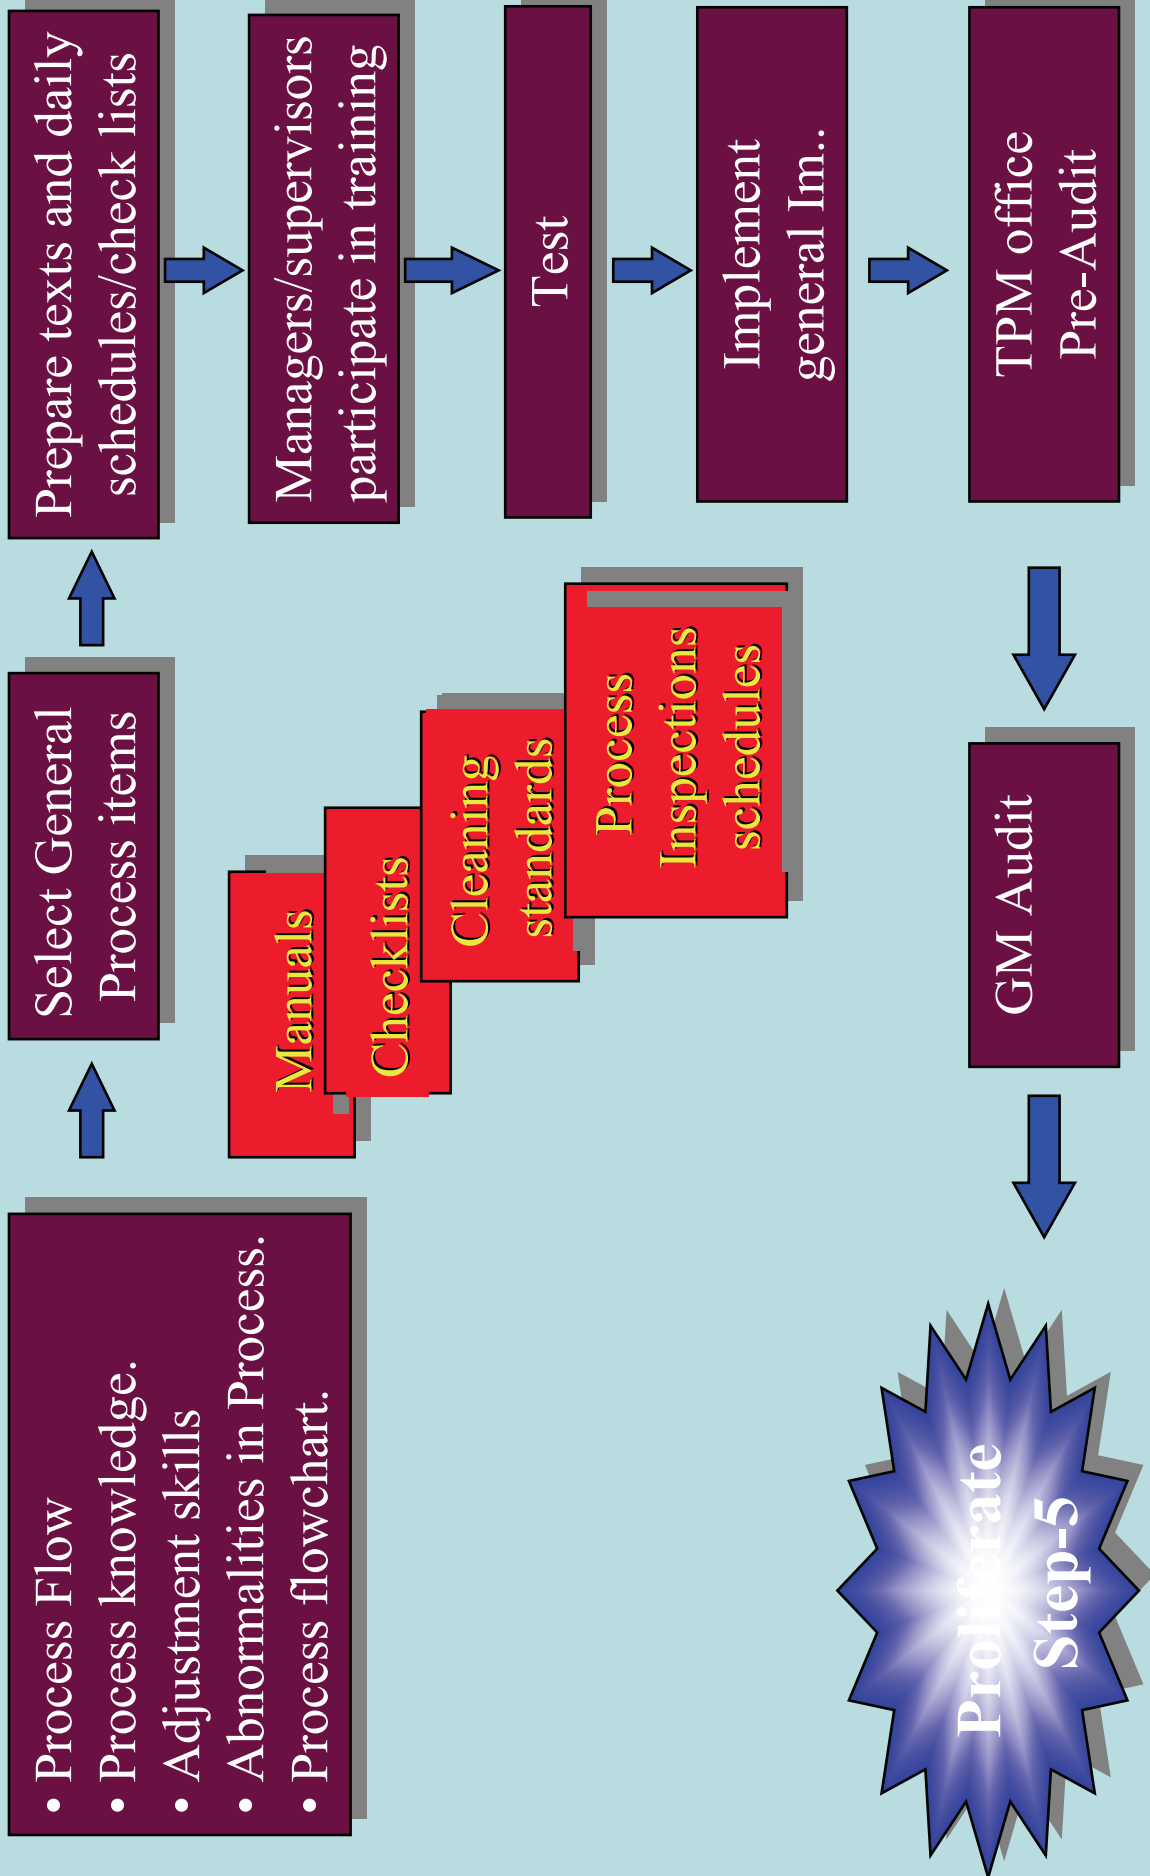 • Process Flow
• Process knowledge.
• Adjustment skills
• Abnormalities in Process.
• Process flowchart.
Select General
Process items
Prepare texts and daily
schedules/check lists
Managers/supervisors
participate in training
Test
Implement
general Im..
TPM office
Pre-Audit
GM Audit
Proliferate
Step-5
Manuals
Checklists
Cleaning
standards
Process
Inspections
schedules